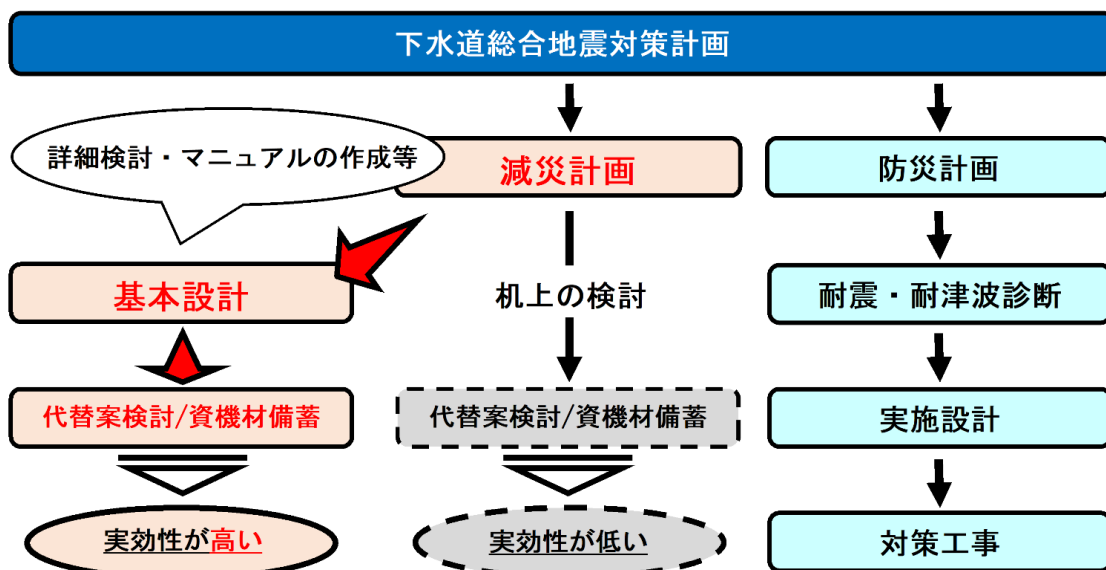 下水道総合地震対策計画
詳細検討・マニュアルの作成等
減災計画
防災計画
基本設計
机上の検討
耐震・耐津波診断
代替案検討/資機材備蓄
代替案検討/資機材備蓄
実施設計
実効性が高い
実効性が低い
対策工事